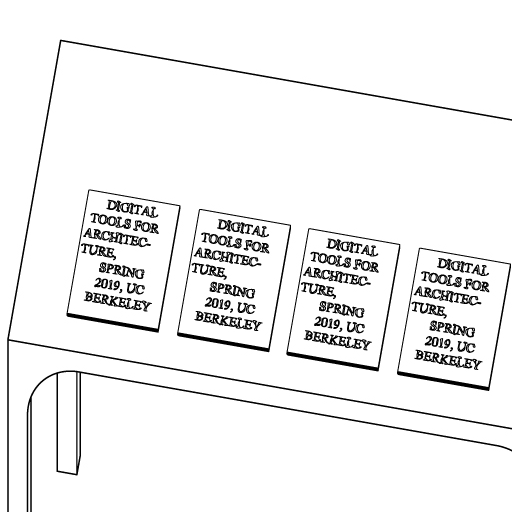 DIGITAL
TOOLS FOR
ARCHITEC-
TURE,
SPRING
2019, UC
BERKELEY
DIGITAL
TOOLS FOR
ARCHITEC-
TURE,
SPRING
2019, UC
BERKELEY
DIGITAL
TOOLS FOR
ARCHITEC-
TURE,
SPRING
2019, UC
BERKELEY
DIGITAL
TOOLS FOR
ARCHITEC-
TURE,
SPRING
2019, UC
BERKELEY